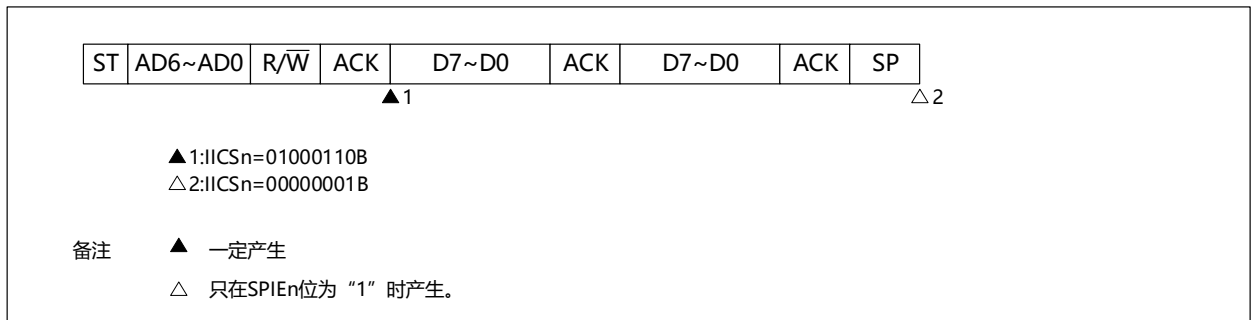 ST AD6~AD0 R/W̅ ACK D7~D0 ACK D7~D0 ACK SP
▲1 △2
▲1:IICSn=01000110B
△2:IICSn=00000001B
备注 ▲ 一定产生
△ 只在SPIEn位为“1”时产生。